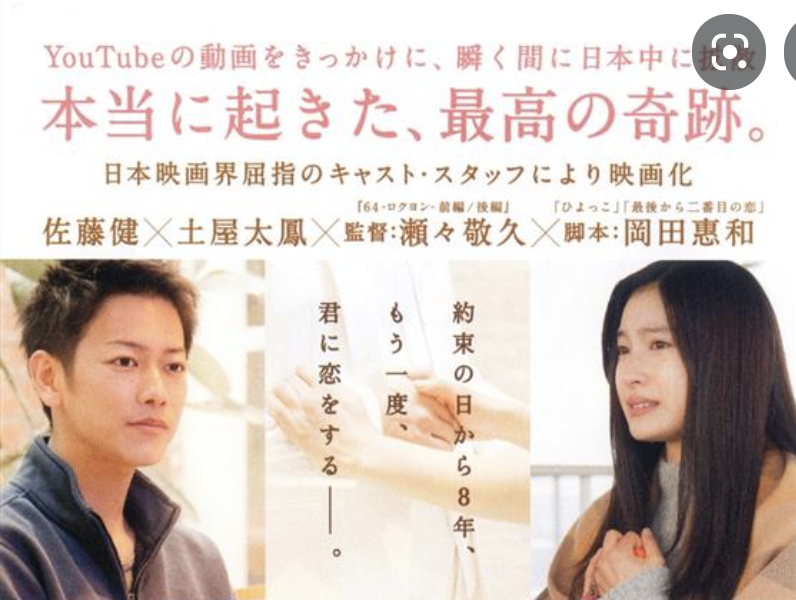 YouTubeの動画をきっかけに、瞬く間に日本中に拡散
本当に起きた、最高の奇跡。
日本映画界屈指のキャスト・スタッフにより映画化
『64-ロクヨン-前編/後編』 「ひよっこ」「最後から二番目の恋」
佐藤健×土屋太鳳×監督:瀬々敬久×脚本:岡田惠和
約束の日から8年、
もう一度、
君に恋をする——。